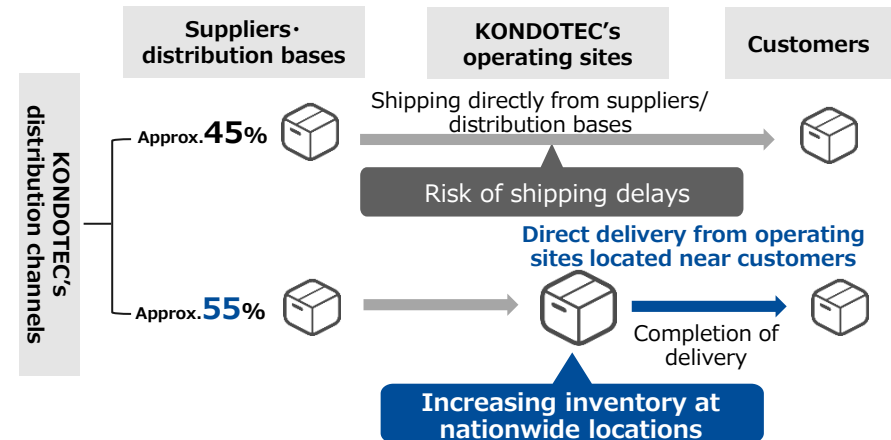 Suppliers・
distribution bases
KONDOTEC’s
operating sites
Customers
KONDOTEC’s
distribution channels
Approx.45%
Shipping directly from suppliers/
distribution bases
Risk of shipping delays
Approx.55%
Direct delivery from operating
sites located near customers
Completion of
delivery
Increasing inventory at
nationwide locations